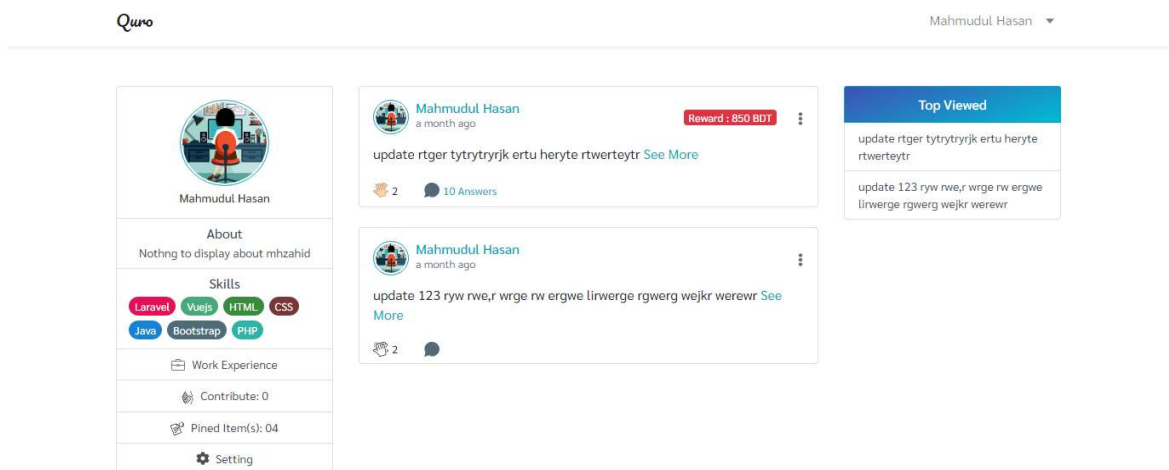 Quro
Mahmudul Hasan
Mahmudul Hasan
About
Nothng to display about mhzahid
Skills
Laravel Vuejs HTML CSS
Java Bootstrap PHP
Work Experience
Contribute: 0
Pined Item(s): 04
Setting
Mahmudul Hasan
a month ago
Reward : 850 BDT
update rtger tytrytryrjk ertu heryte rtwerteytr See More
2
10 Answers
Mahmudul Hasan
a month ago
update 123 ryw rwe,r wrge rw ergwe lirwerge rgwerg wejkr werewr See
More
2
Top Viewed
update rtger tytrytryrjk ertu heryte
rtwerteytr
update 123 ryw rwe,r wrge rw ergwe
lirwerge rgwerg wejkr werewr